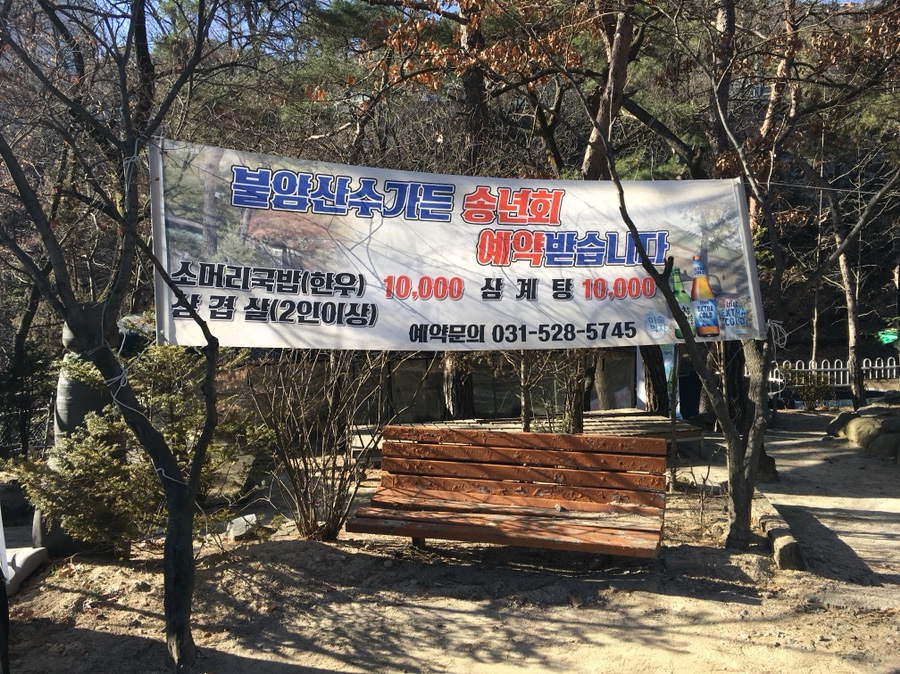 불암산수가든 송년회
예약받습니다
소머리국밥(한우) 10,000 삼 계 탕 10,000
삼 겹 살(2인이상)
예약문의 031-528-5745
EXTRA
COLD